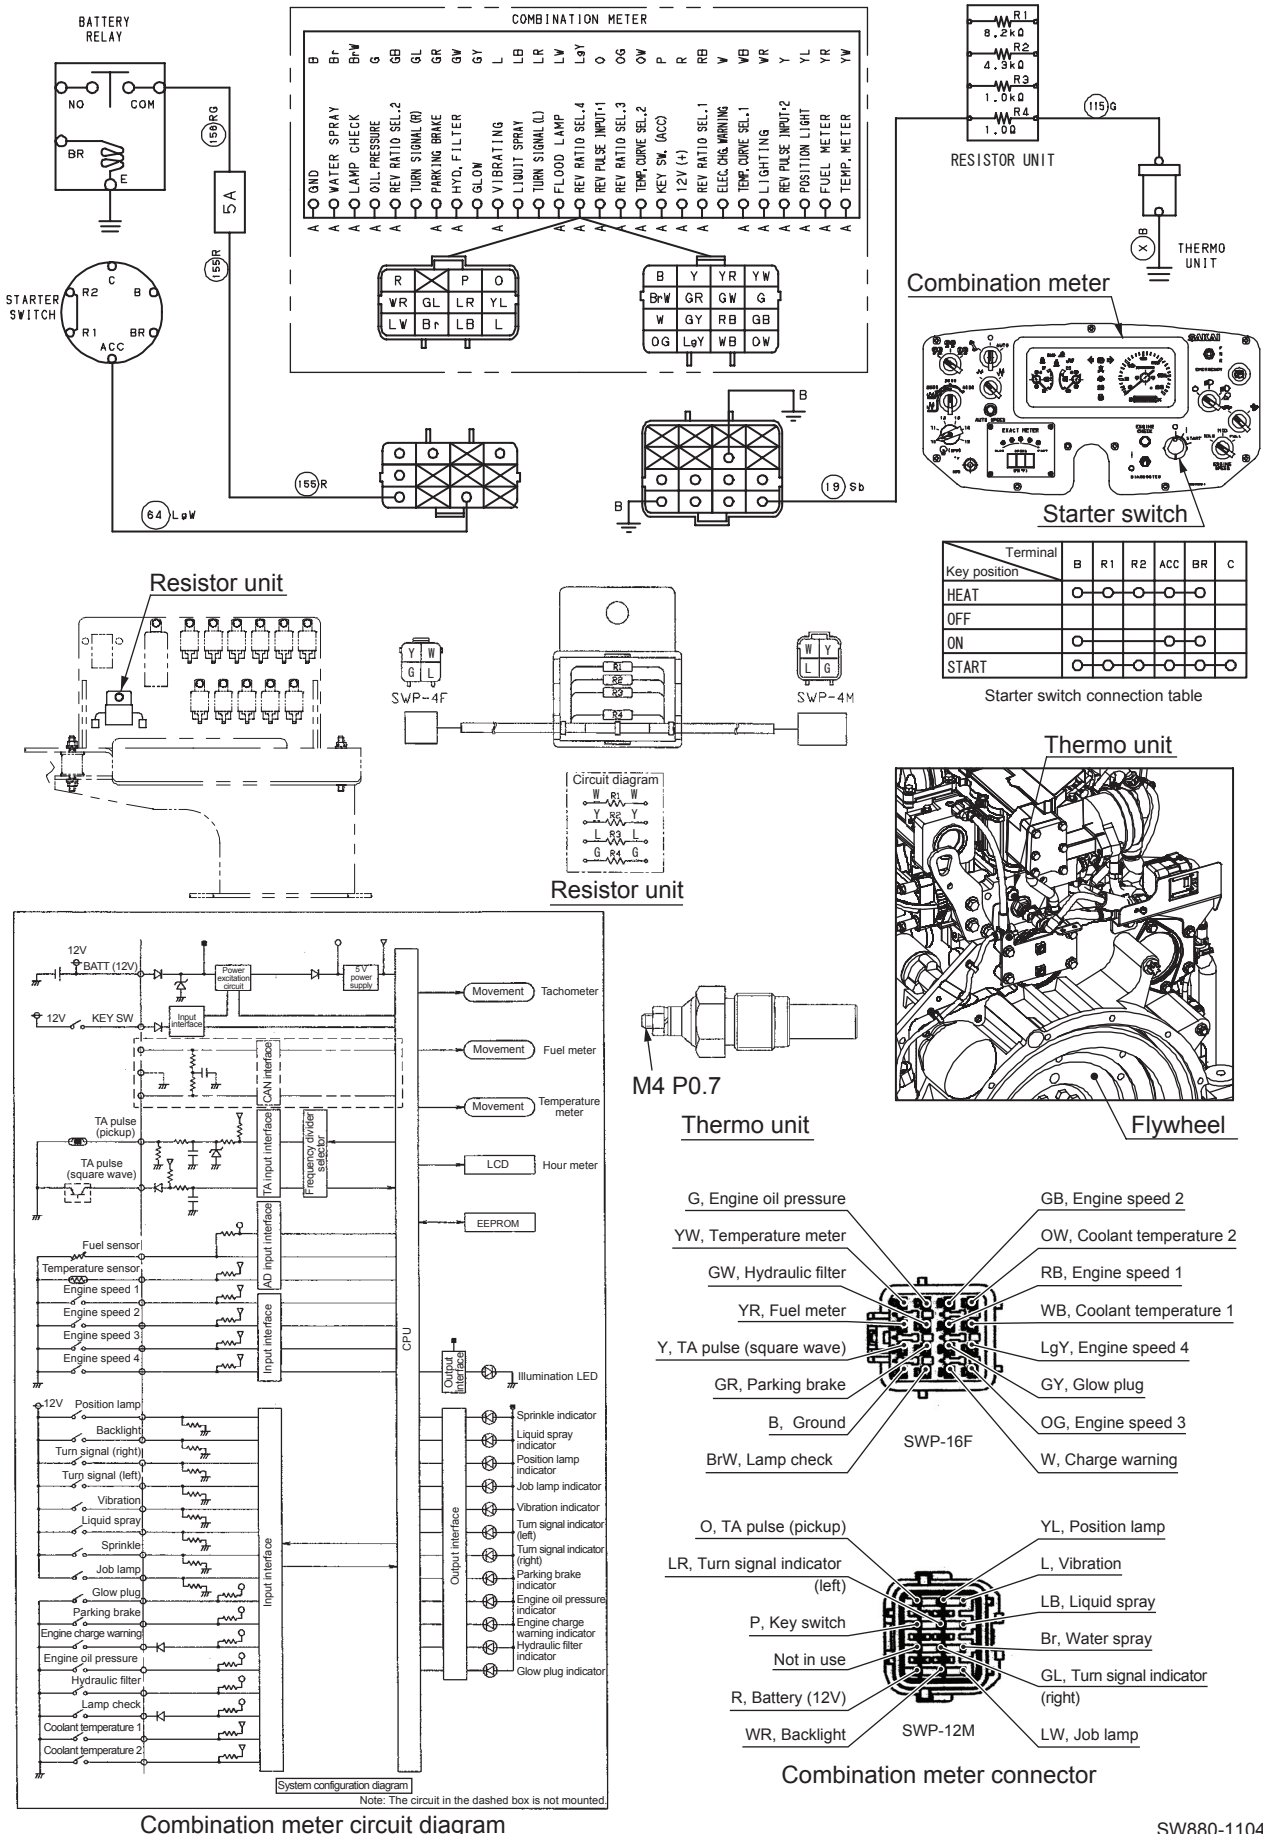 BATTERY
RELAY
NO
COM
BR
E
158 RG
5A
155 R
STARTER
SWITCH
C
R2
B
R1
BR
ACC
64 LgW
155 R
COMBINATION METER
B
Br
BrW
G
GB
GL
GR
GW
GY
L
LB
LR
LW
LgY
O
OG
OW
P
R
RB
W
WB
WR
Y
YL
YR
YW
GND
WATER SPRAY
LAMP CHECK
OIL PRESSURE
REV RATIO SEL.2
TURN SIGNAL(R)
PARKING BRAKE
HYD, FILTER
GLOW
VIBRATING
LIQUIT SPRAY
TURN SIGNAL(L)
FLOOD LAMP
REV RATIO SEL.4
REV PULSE INPUT:1
REV RATIO SEL.3
TEMP. CURVE SEL.2
KEY SW. (ACC)
12V (+)
REV RATIO SEL.1
ELEC.CHG. WARNING
TEMP. CURVE SEL.1
LIGHTING
REV PULSE INPUT:2
POSITION LIGHT
FUEL METER
TEMP. METER
A A A A A A A A A A A A A A A A A A A A A A A A A
R P O
WR GL LR YL
LW Br LB L
B Y YR YW
BrW GR GW G
W GY RB GB
OG LgY WB OW
B
B
19 Sb
R1
8.2kΩ
R2
4.3kΩ
R3
1.0kΩ
R4
1.0Ω
RESISTOR UNIT
115 G
X B
THERMO
UNIT
Combination meter
SAKAI
AUTO
AUTO SPEED
EXACT METER
ENGINE
CHECK
START
DIAGNOSTEC
ENGINE
SPEED
Starter switch
Terminal
Key position
B R1 R2 ACC BR C
HEAT
OFF
ON
START
Starter switch connection table
Resistor unit
Y W
G L
SWP-4F
R1
R2
R3
R4
W Y
L G
SWP-4M
Circuit diagram
W R1 W
Y R2 Y
L R3 L
G R4 G
Resistor unit
Thermo unit
Flywheel
M4 P0.7
Thermo unit
12V
BATT (12V)
Power
excitation
circuit
5 V
power
supply
12V
KEY SW
Input
interface
CAN interface
TA pulse
(pickup)
TA pulse
(square wave)
TA input interface
Frequency divider
selector
Fuel sensor
Temperature sensor
AD input interface
Engine speed 1
Engine speed 2
Engine speed 3
Engine speed 4
Input interface
CPU
Movement Tachometer
Movement Fuel meter
Movement Temperature
meter
LCD Hour meter
EEPROM
Output
interface
Illumination LED
12V
Position lamp
Backlight
Turn signal (right)
Turn signal (left)
Vibration
Liquid spray
Sprinkle
Job lamp
Glow plug
Parking brake
Engine charge warning
Engine oil pressure
Hydraulic filter
Lamp check
Coolant temperature 1
Coolant temperature 2
Input interface
Output interface
Sprinkle indicator
Liquid spray
indicator
Position lamp
indicator
Job lamp indicator
Vibration indicator
Turn signal indicator
(left)
Turn signal indicator
(right)
Parking brake
indicator
Engine oil pressure
indicator
Engine charge
warning indicator
Hydraulic filter
indicator
Glow plug indicator
System configuration diagram
Note: The circuit in the dashed box is not mounted.
Combination meter circuit diagram
G, Engine oil pressure
YW, Temperature meter
GW, Hydraulic filter
YR, Fuel meter
Y, TA pulse (square wave)
GR, Parking brake
B, Ground
BrW, Lamp check
GB, Engine speed 2
OW, Coolant temperature 2
RB, Engine speed 1
WB, Coolant temperature 1
LgY, Engine speed 4
GY, Glow plug
OG, Engine speed 3
W, Charge warning
SWP-16F
O, TA pulse (pickup)
LR, Turn signal indicator
(left)
P, Key switch
Not in use
R, Battery (12V)
WR, Backlight
YL, Position lamp
L, Vibration
LB, Liquid spray
Br, Water spray
GL, Turn signal indicator
(right)
LW, Job lamp
SWP-12M
Combination meter connector
SW880-1104